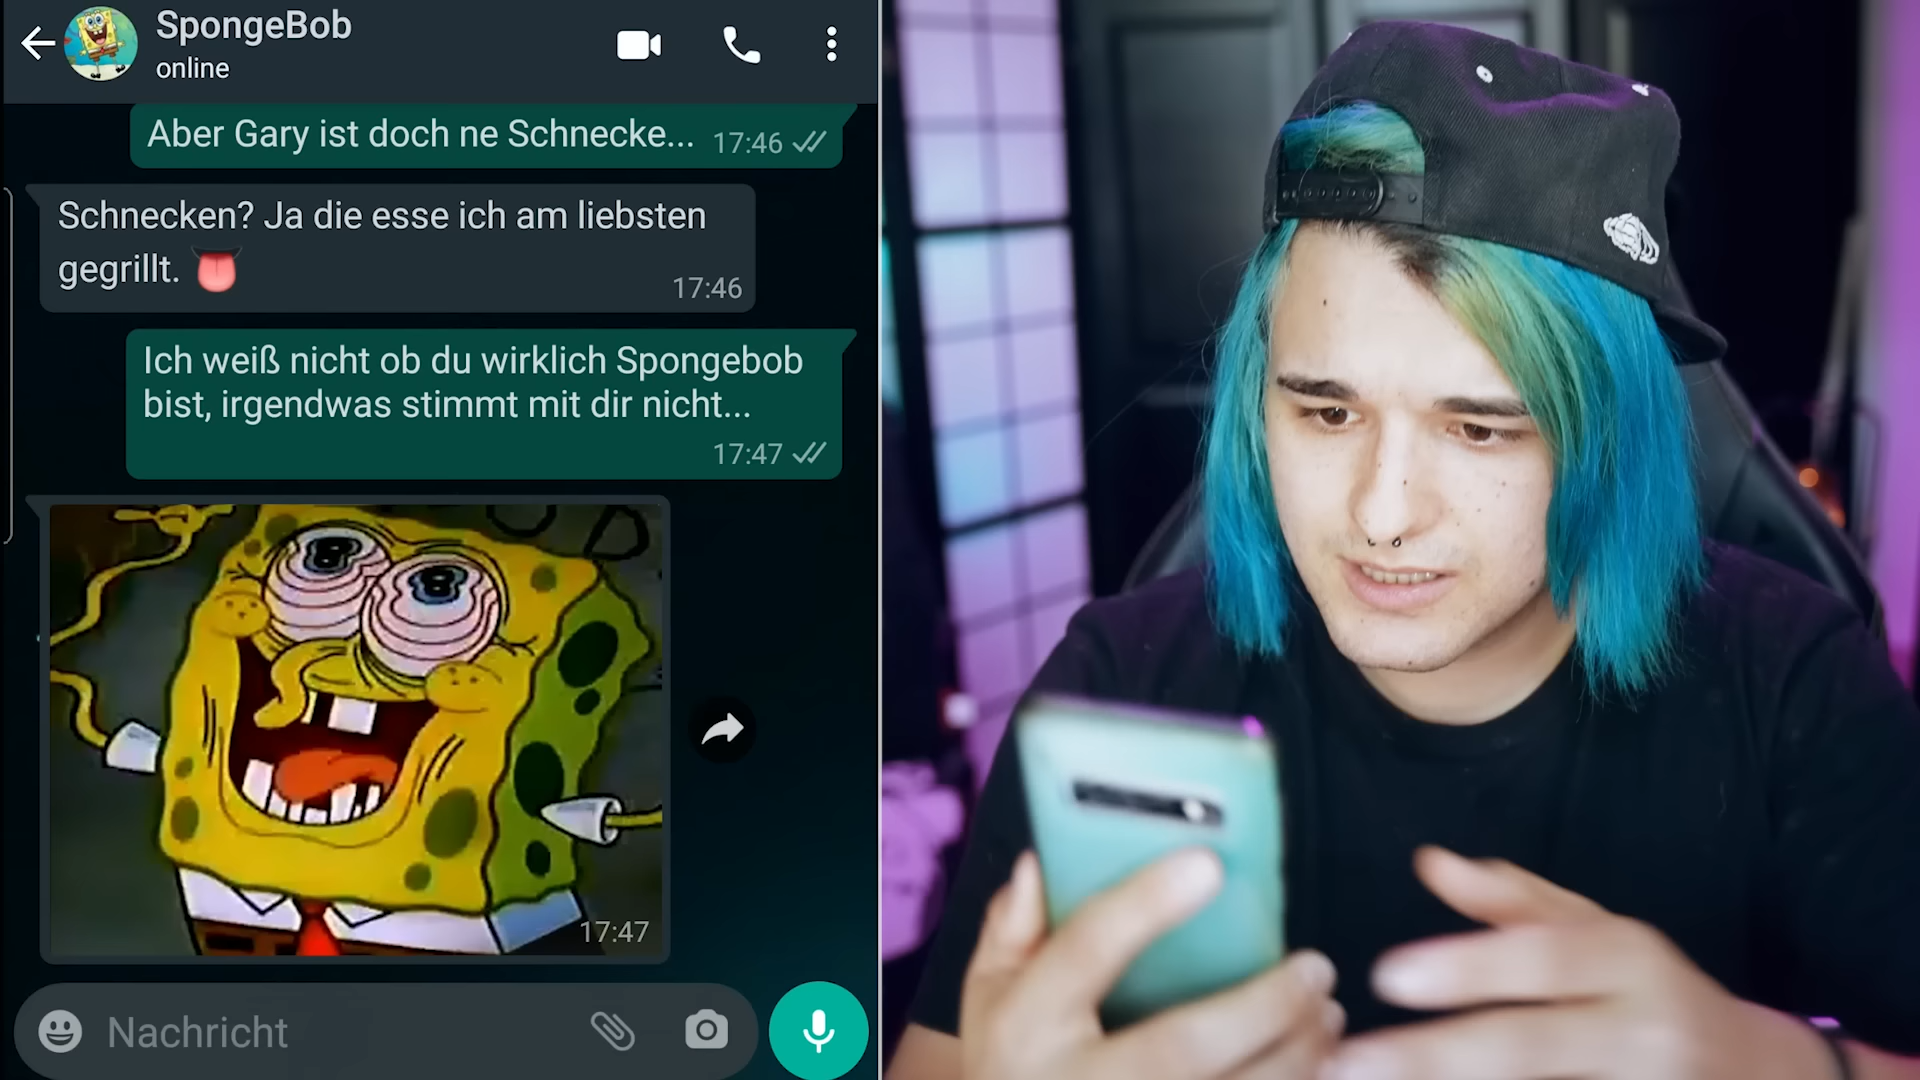 SpongeBob
online
Aber Gary ist doch ne Schnecke... 17:46
Schnecken? Ja die esse ich am liebsten
gegrillt.
17:46
Ich weiß nicht ob du wirklich Spongebob
bist, irgendwas stimmt mit dir nicht...
17:47
17:47
Nachricht